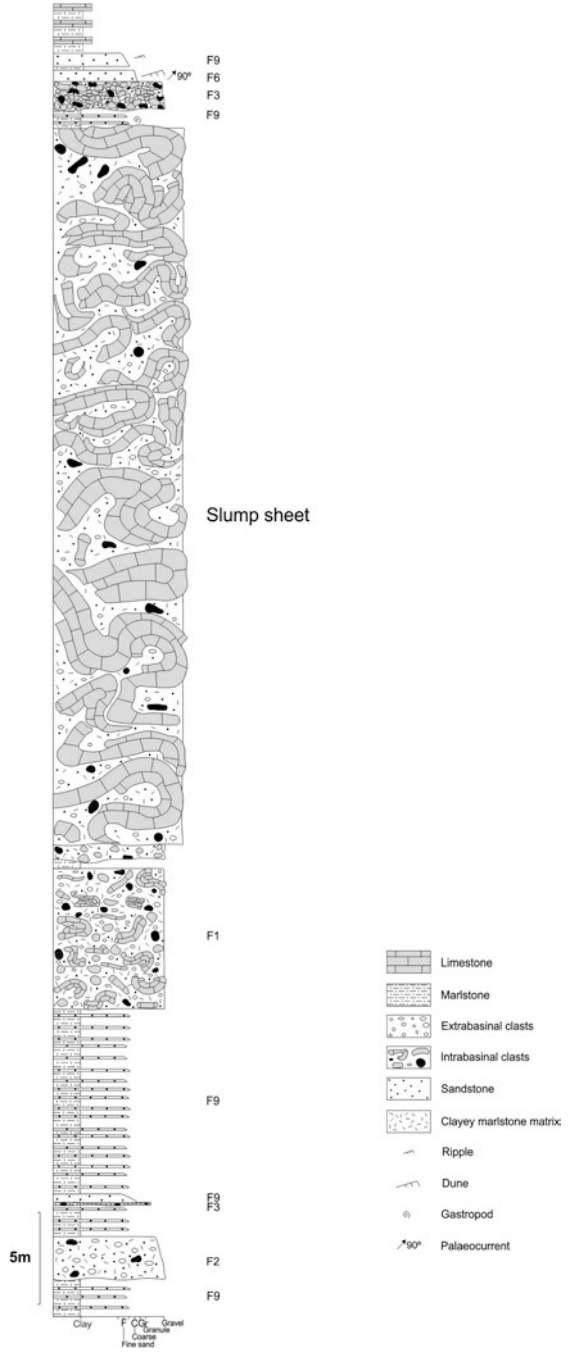 F9
F6
90º
F3
F9
Slump sheet
F1
F9
F9
F3
5m
F2
F9
Clay
F
C
Gr
Gravel
Granule
Coarse
Fine sand
Limestone
Marlstone
Extrabasinal clasts
Intrabasinal clasts
Sandstone
Clayey marlstone matrix
Ripple
Dune
Gastropod
90º
Palaeocurrent